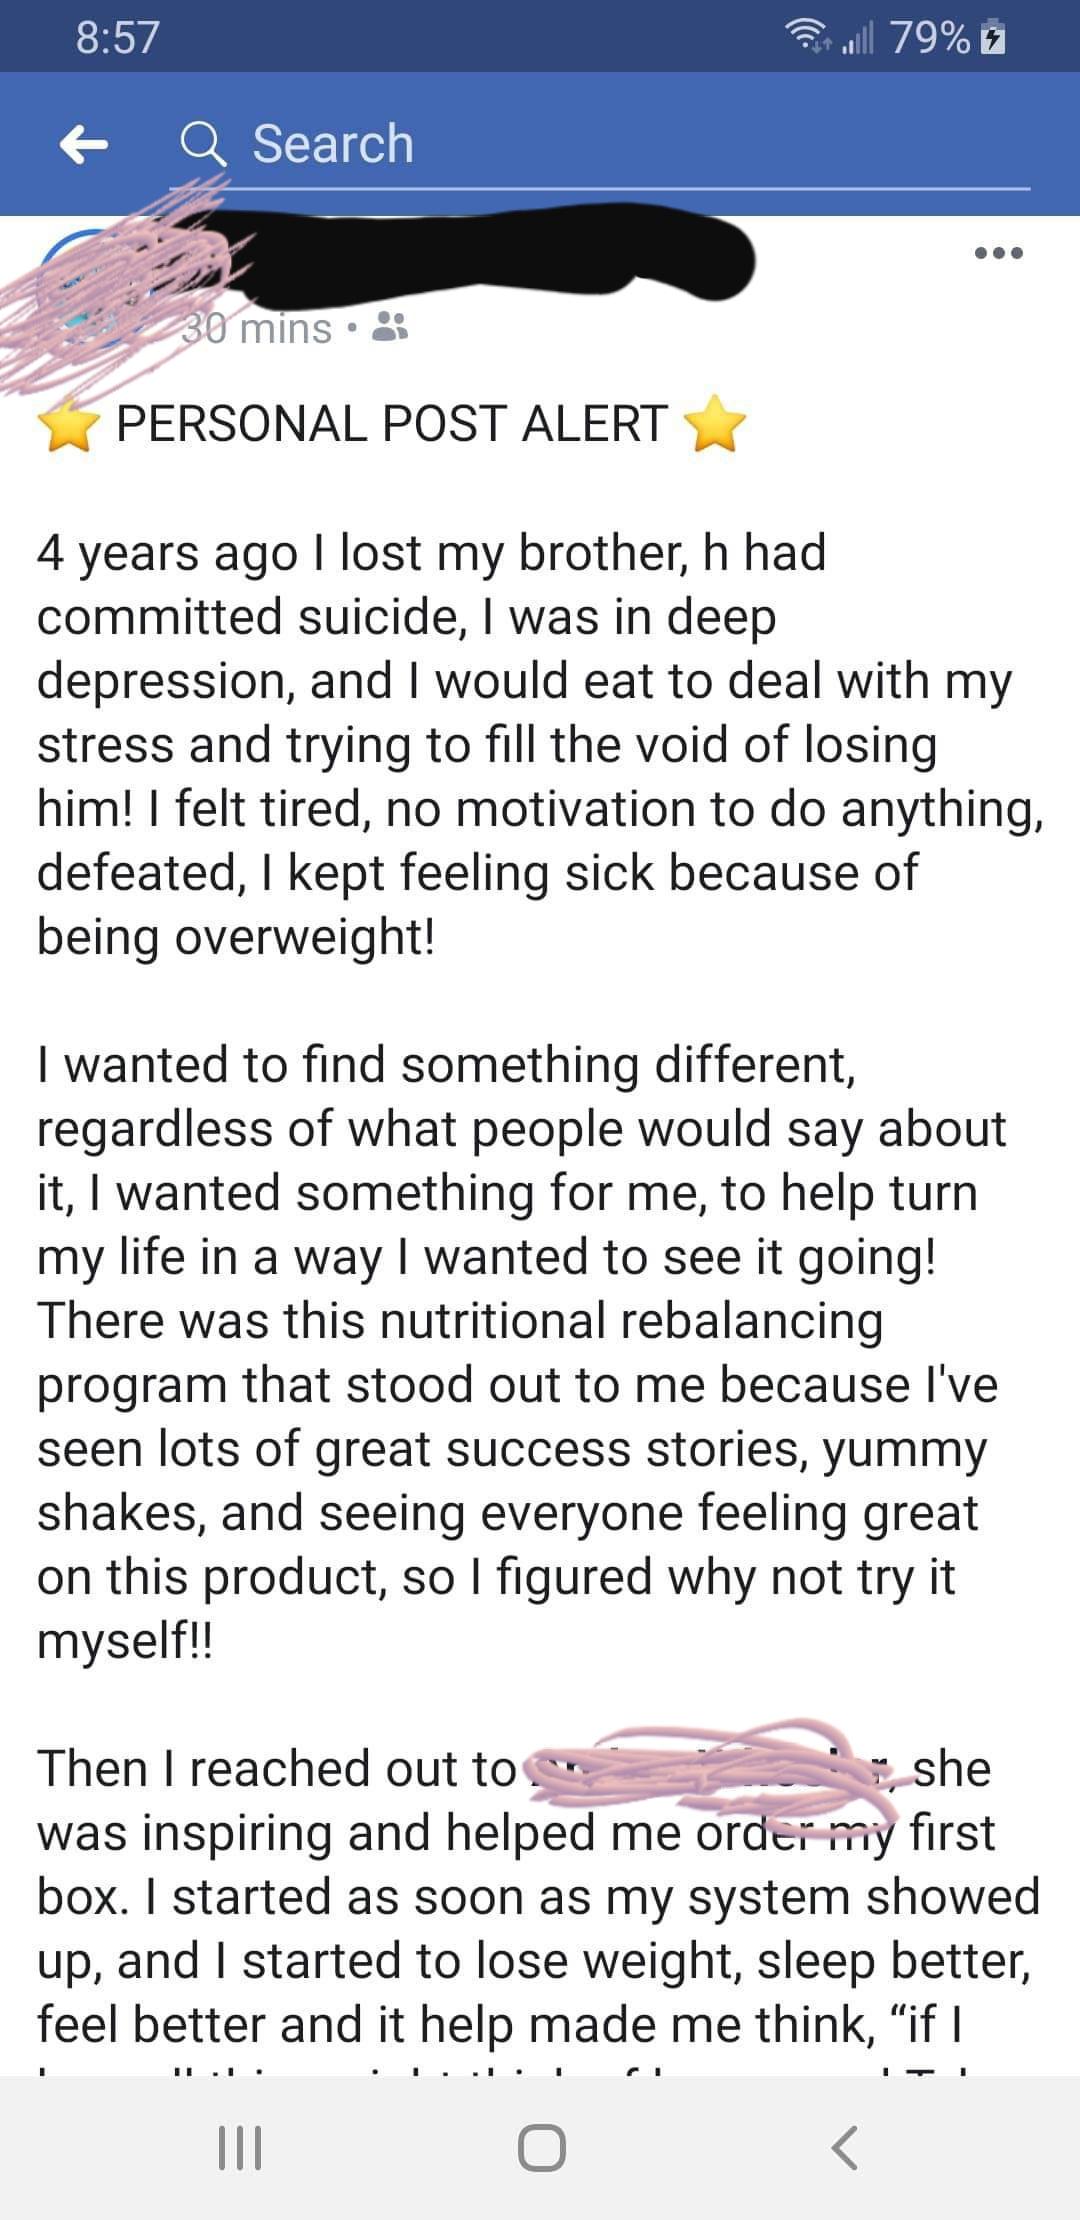 8:57
79%
Search
30 mins
PERSONAL POST ALERT
4 years ago I lost my brother, h had
committed suicide, I was in deep
depression, and I would eat to deal with my
stress and trying to fill the void of losing
him! I felt tired, no motivation to do anything,
defeated, I kept feeling sick because of
being overweight!
I wanted to find something different,
regardless of what people would say about
it, I wanted something for me, to help turn
my life in a way I wanted to see it going!
There was this nutritional rebalancing
program that stood out to me because I've
seen lots of great success stories, yummy
shakes, and seeing everyone feeling great
on this product, so I figured why not try it
myself!!
Then I reached out to , she
was inspiring and helped me order my first
box. I started as soon as my system showed
up, and I started to lose weight, sleep better,
feel better and it help made me think, “if I